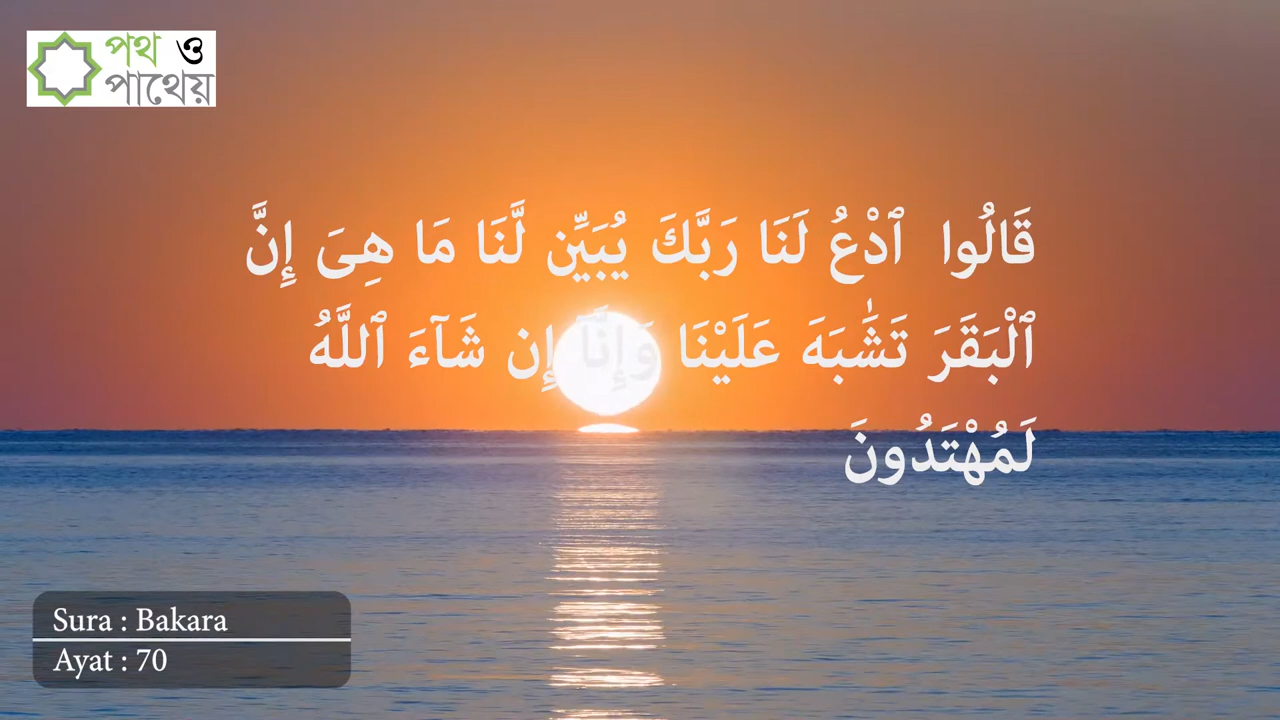 পথ ও
পাথেয়
قَالُوا ٱدْعُ لَنَا رَبَّكَ يُبَيِّن لَّنَا مَا هِىَ إِنَّ
ٱلْبَقَرَ تَشَٰبَهَ عَلَيْنَا وَإِنَّآ إِن شَآءَ ٱللَّهُ
لَمُهْتَدُونَ
Sura : Bakara
Ayat : 70